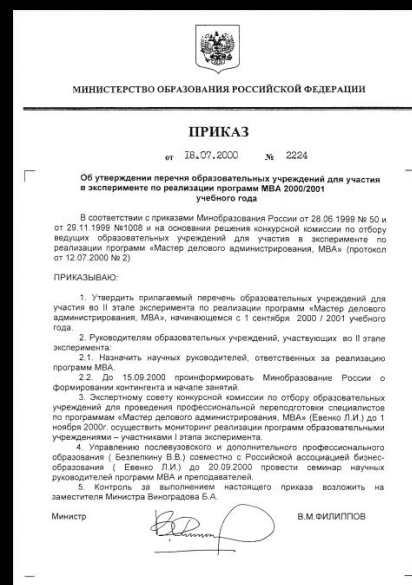 МИНИСТЕРСТВО ОБРАЗОВАНИЯ РОССИЙСКОЙ ФЕДЕРАЦИИ
ПРИКАЗ
от 18.07.2000 № 2224
Об утверждении перечня образовательных учреждений для участия
в эксперименте по реализации программ МВА 2000/2001
учебного года
В соответствии с приказами Минобразования России от 28.06.1999 № 50 и
от 29.11.1999 №1008 и на основании решения конкурсной комиссии по отбору
ведущих образовательных учреждений для участия в эксперименте по
реализации программ «Мастер делового администрирования, МВА» (протокол
от 12.07.2000 № 2)
ПРИКАЗЫВАЮ:
1. Утвердить прилагаемый перечень образовательных учреждений для
участия во II этапе эксперимента по реализации программ «Мастер делового
администрирования, МВА», начинающемся с 1 сентября 2000 / 2001 учебного
года.
2. Руководителям образовательных учреждений, участвующих во II этапе
эксперимента:
2.1. Назначить научных руководителей, ответственных за реализацию
программ МВА.
2.2. До 15.09.2000 проинформировать Минобразование России о
формировании контингента и начале занятий.
3. Экспертному совету конкурсной комиссии по отбору образовательных
учреждений для проведения профессиональной переподготовки специалистов
по программам «Мастер делового администрирования, МВА» (Евенко Л.И.) до 1
ноября 2000г. осуществить мониторинг реализации программ образовательными
учреждениями – участниками I этапа эксперимента.
4. Управлению послевузовского и дополнительного профессионального
образования ( Безлепкину В.В.) совместно с Российской ассоциацией бизнес-
образования ( Евенко Л.И.) до 20.09.2000 провести семинар научных
руководителей программ МВА и преподавателей.
5. Контроль за выполнением настоящего приказа возложить на
заместителя Министра Виноградова Б.А.
Министр В.М.ФИЛИППОВ